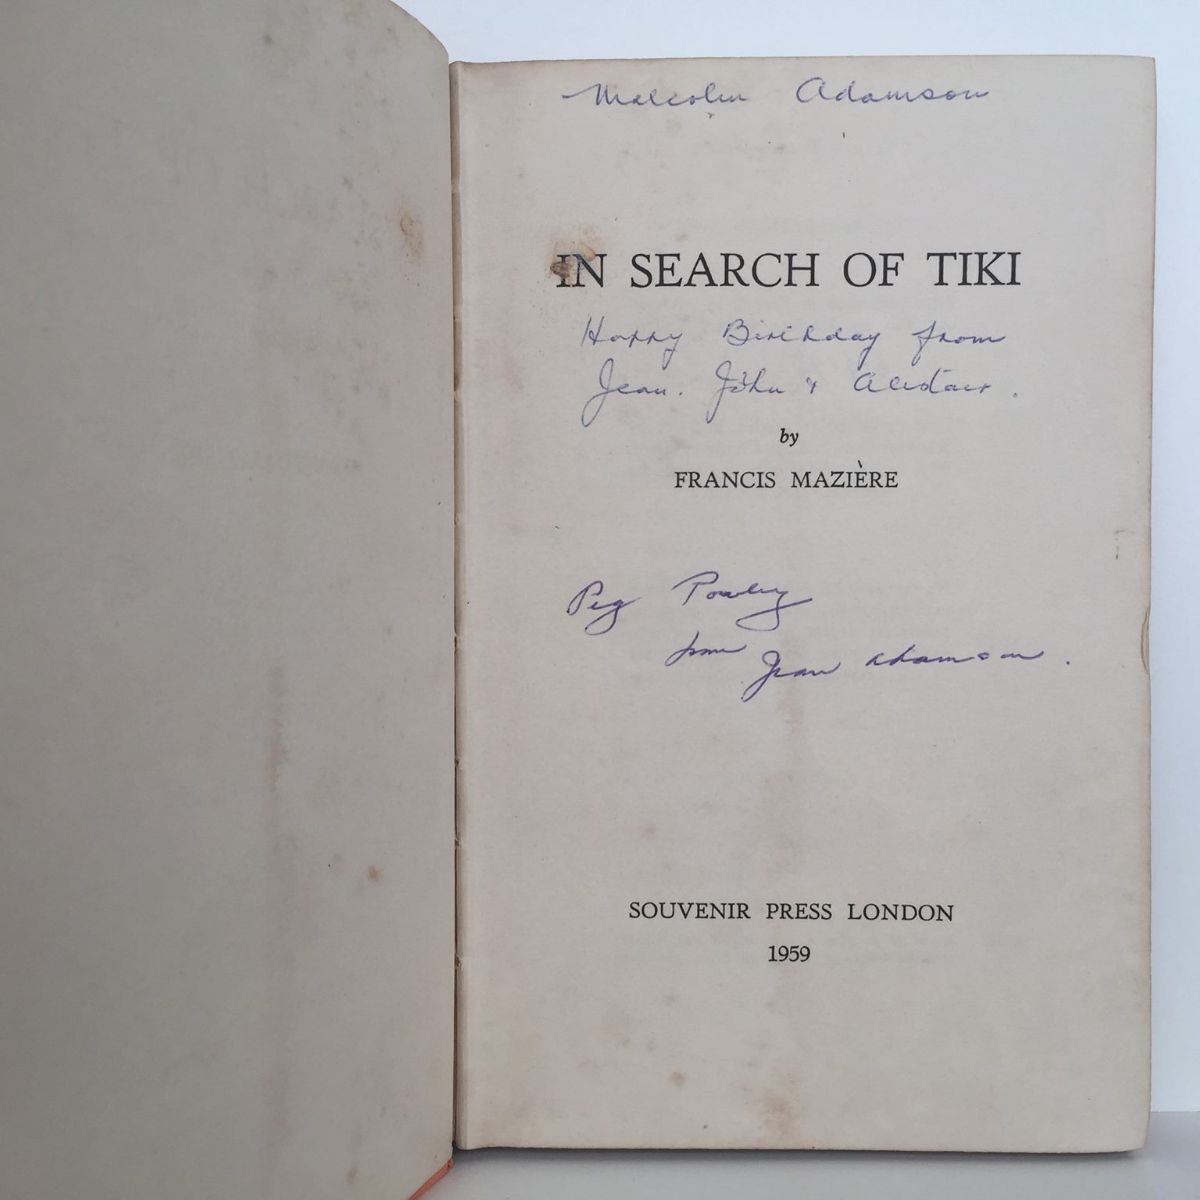 Malcolm Adamson
IN SEARCH OF TIKI
Happy Birthday from
Jean. John & Alistair.
by
FRANCIS MAZIÈRE
Peg Powley
from
Jean Adamson.
SOUVENIR PRESS LONDON
1959